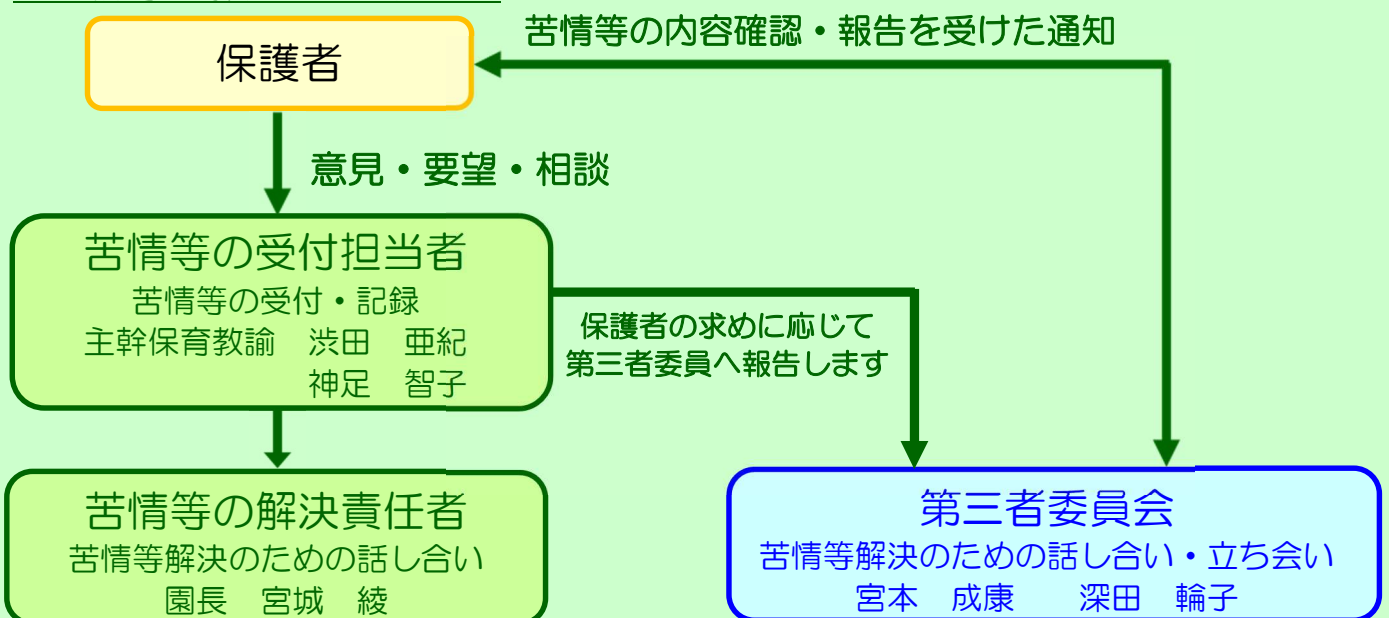 保護者
苦情等の内容確認・報告を受けた通知
意見・要望・相談
苦情等の受付担当者
苦情等の受付・記録
主幹保育教諭　渋田　亜紀
神足　智子
保護者の求めに応じて
第三者委員へ報告します
苦情等の解決責任者
苦情等解決のための話し合い
園長　宮城　綾
第三者委員会
苦情等解決のための話し合い・立ち会い
宮本　成康　　深田　輪子